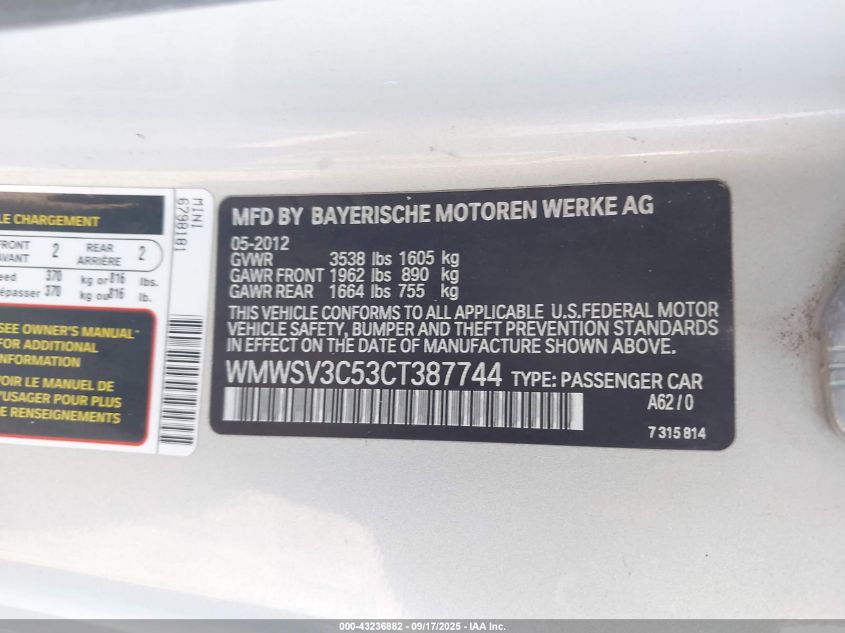 LE CHARGEMENT
FRONT 2 REAR 2
AVANT ARRIÈRE
370 kg or 816 lbs.
370 kg ou 816 lb.
SEE OWNER'S MANUAL
FOR ADDITIONAL
INFORMATION
LE MANUEL DE
POUR PLUS
DE RENSEIGNEMENTS
MINI
6798181
MFD BY BAYERISCHE MOTOREN WERKE AG
05-2012
GVWR 3538 lbs 1605 kg
GAWR FRONT 1962 lbs 890 kg
GAWR REAR 1664 lbs 755 kg
THIS VEHICLE CONFORMS TO ALL APPLICABLE U.S.FEDERAL MOTOR
VEHICLE SAFETY, BUMPER AND THEFT PREVENTION STANDARDS
IN EFFECT ON THE DATE OF MANUFACTURE SHOWN ABOVE.
WMWSV3C53CT387744 TYPE: PASSENGER CAR
A62/0
7 315 814
000-43236882 - 09/17/2025 - IAA Inc.